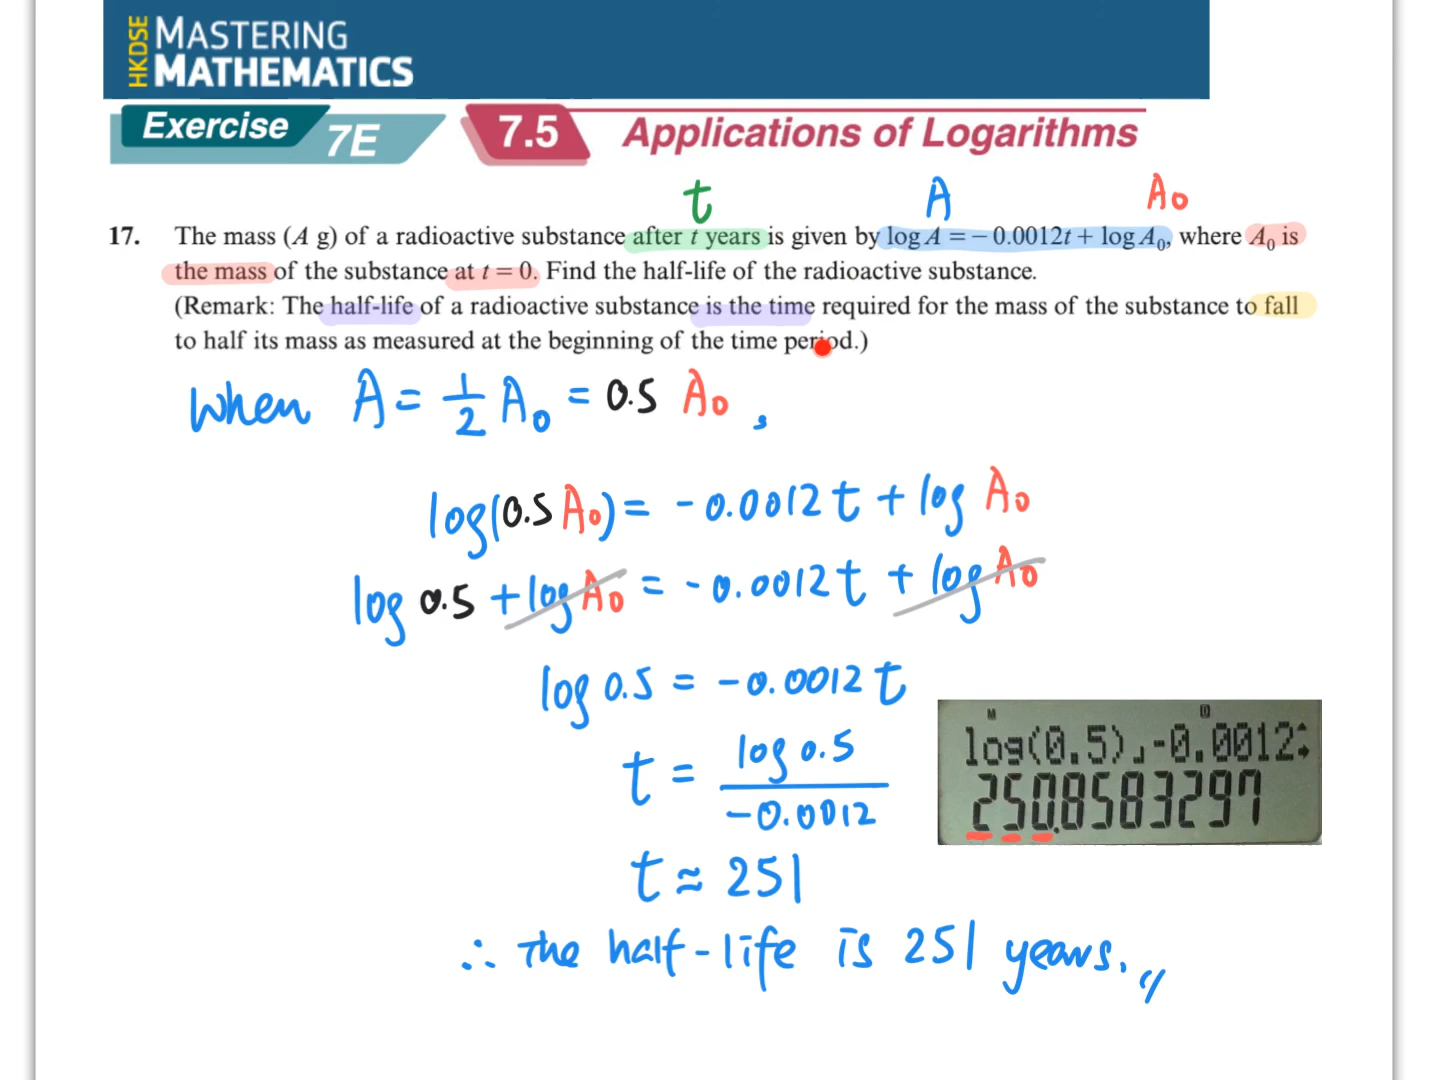 HKDSE
MASTERING
MATHEMATICS
Exercise 7E
7.5 Applications of Logarithms
t A A₀
17. The mass (A g) of a radioactive substance after t years is given by log A = − 0.0012t + log A₀, where A₀ is
the mass of the substance at t = 0. Find the half-life of the radioactive substance.
(Remark: The half-life of a radioactive substance is the time required for the mass of the substance to fall
to half its mass as measured at the beginning of the time period.)
When A = 1/2 A₀ = 0.5 A₀ ,
log(0.5 A₀) = -0.0012 t + log A₀
log 0.5 + log A₀ = -0.0012 t + log A₀
log 0.5 = -0.0012 t
t = log 0.5 / -0.0012
M D
log(0.5)⌟-0.0012
250.8583297
t ≈ 251
∴ The half-life is 251 years.